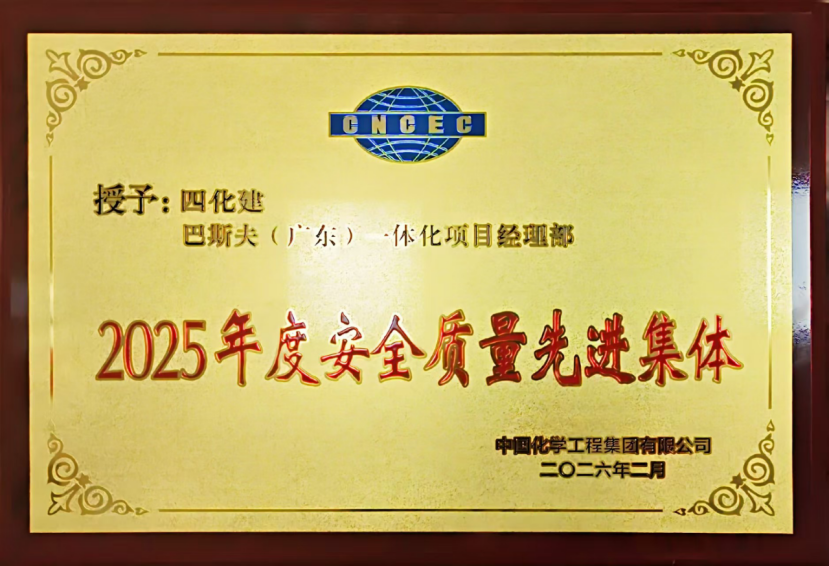 CNCEC
授予:四化建
巴斯夫（广东）一体化项目经理部
2025年度安全质量先进集体
中国化学工程集团有限公司
二〇二六年二月